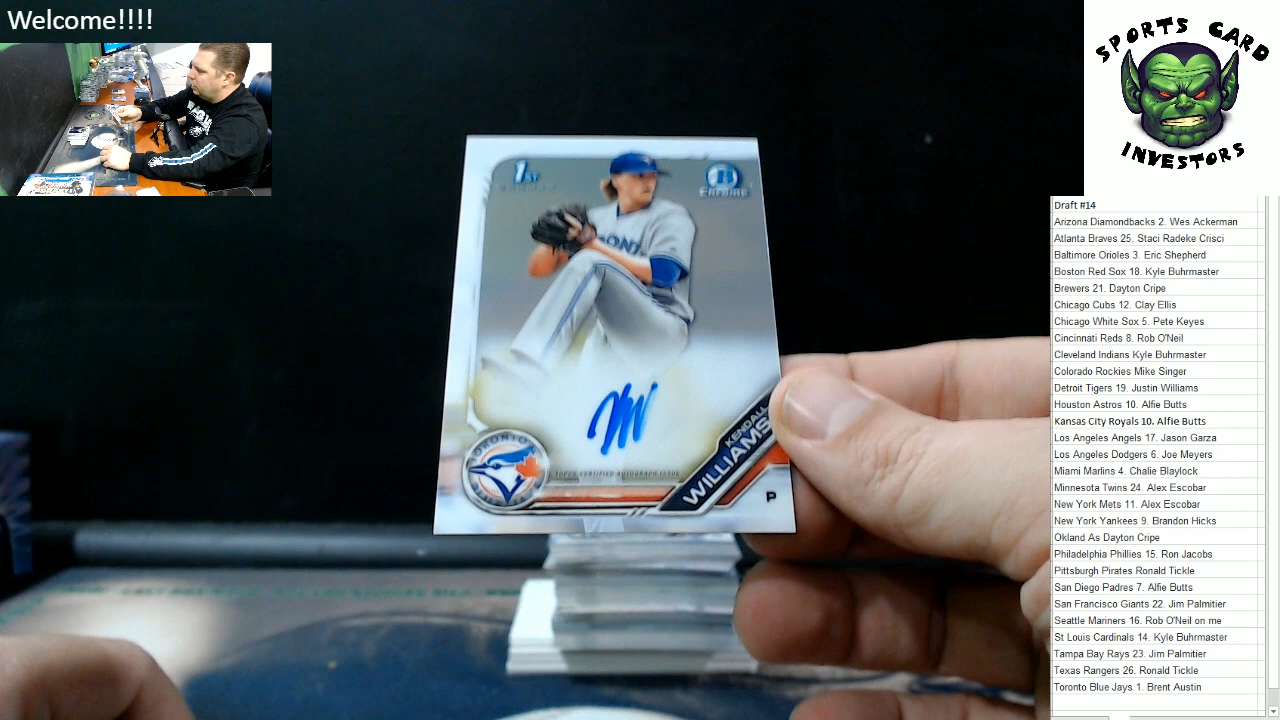 Welcome!!!!
SPORTS CARD
INVESTORS
1ST
B
CHROME
KENDALL
WILLIAMS
TORONTO
TOPPS CERTIFIED AUTOGRAPH ISSUE
P
Draft #14
Arizona Diamondbacks 2. Wes Ackerman
Atlanta Braves 25. Staci Radeke Crisci
Baltimore Orioles 3. Eric Shepherd
Boston Red Sox 18. Kyle Buhrmaster
Brewers 21. Dayton Cripe
Chicago Cubs 12. Clay Ellis
Chicago White Sox 5. Pete Keyes
Cincinnati Reds 8. Rob O'Neil
Cleveland Indians Kyle Buhrmaster
Colorado Rockies Mike Singer
Detroit Tigers 19. Justin Williams
Houston Astros 10. Alfie Butts
Kansas City Royals 10. Alfie Butts
Los Angeles Angels 17. Jason Garza
Los Angeles Dodgers 6. Joe Meyers
Miami Marlins 4. Chalie Blaylock
Minnesota Twins 24. Alex Escobar
New York Mets 11. Alex Escobar
New York Yankees 9. Brandon Hicks
Okland As Dayton Cripe
Philadelphia Phillies 15. Ron Jacobs
Pittsburgh Pirates Ronald Tickle
San Diego Padres 7. Alfie Butts
San Francisco Giants 22. Jim Palmitier
Seattle Mariners 16. Rob O'Neil on me
St Louis Cardinals 14. Kyle Buhrmaster
Tampa Bay Rays 23. Jim Palmitier
Texas Rangers 26. Ronald Tickle
Toronto Blue Jays 1. Brent Austin